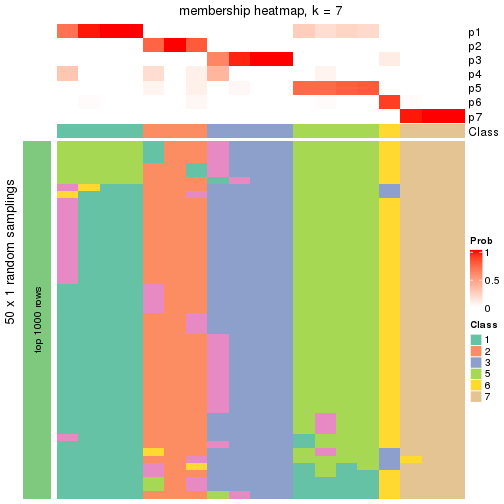 membership heatmap, k = 7
p1
p2
p3
p4
p5
p6
p7
Class
50 x 1 random samplings
top 1000 rows
Prob
1
0.5
0
Class
1
2
3
5
6
7